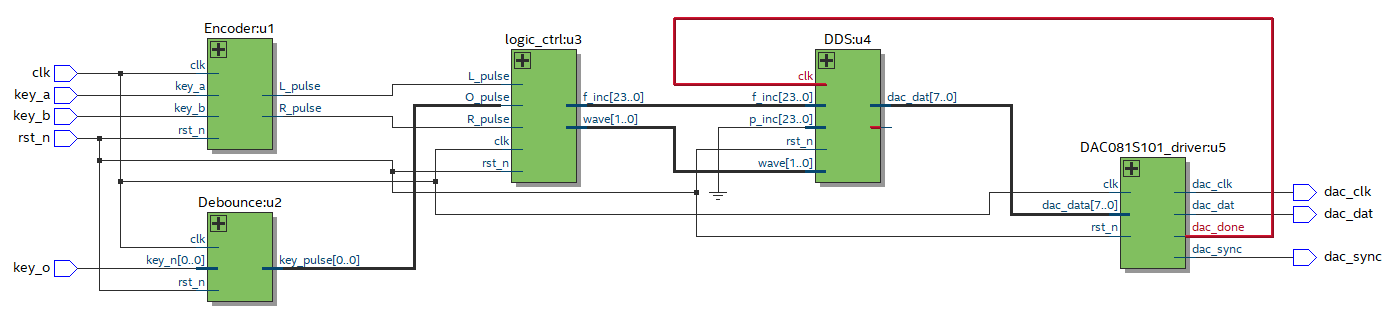 clk
key_a
key_b
rst_n
key_o
Encoder:u1
clk
key_a
key_b
rst_n
L_pulse
R_pulse
Debounce:u2
clk
key_n[0..0]
rst_n
key_pulse[0..0]
logic_ctrl:u3
L_pulse
O_pulse
R_pulse
clk
rst_n
f_inc[23..0]
wave[1..0]
DDS:u4
clk
f_inc[23..0]
p_inc[23..0]
rst_n
wave[1..0]
dac_dat[7..0]
DAC081S101_driver:u5
clk
dac_data[7..0]
rst_n
dac_clk
dac_dat
dac_done
dac_sync
dac_clk
dac_dat
dac_sync